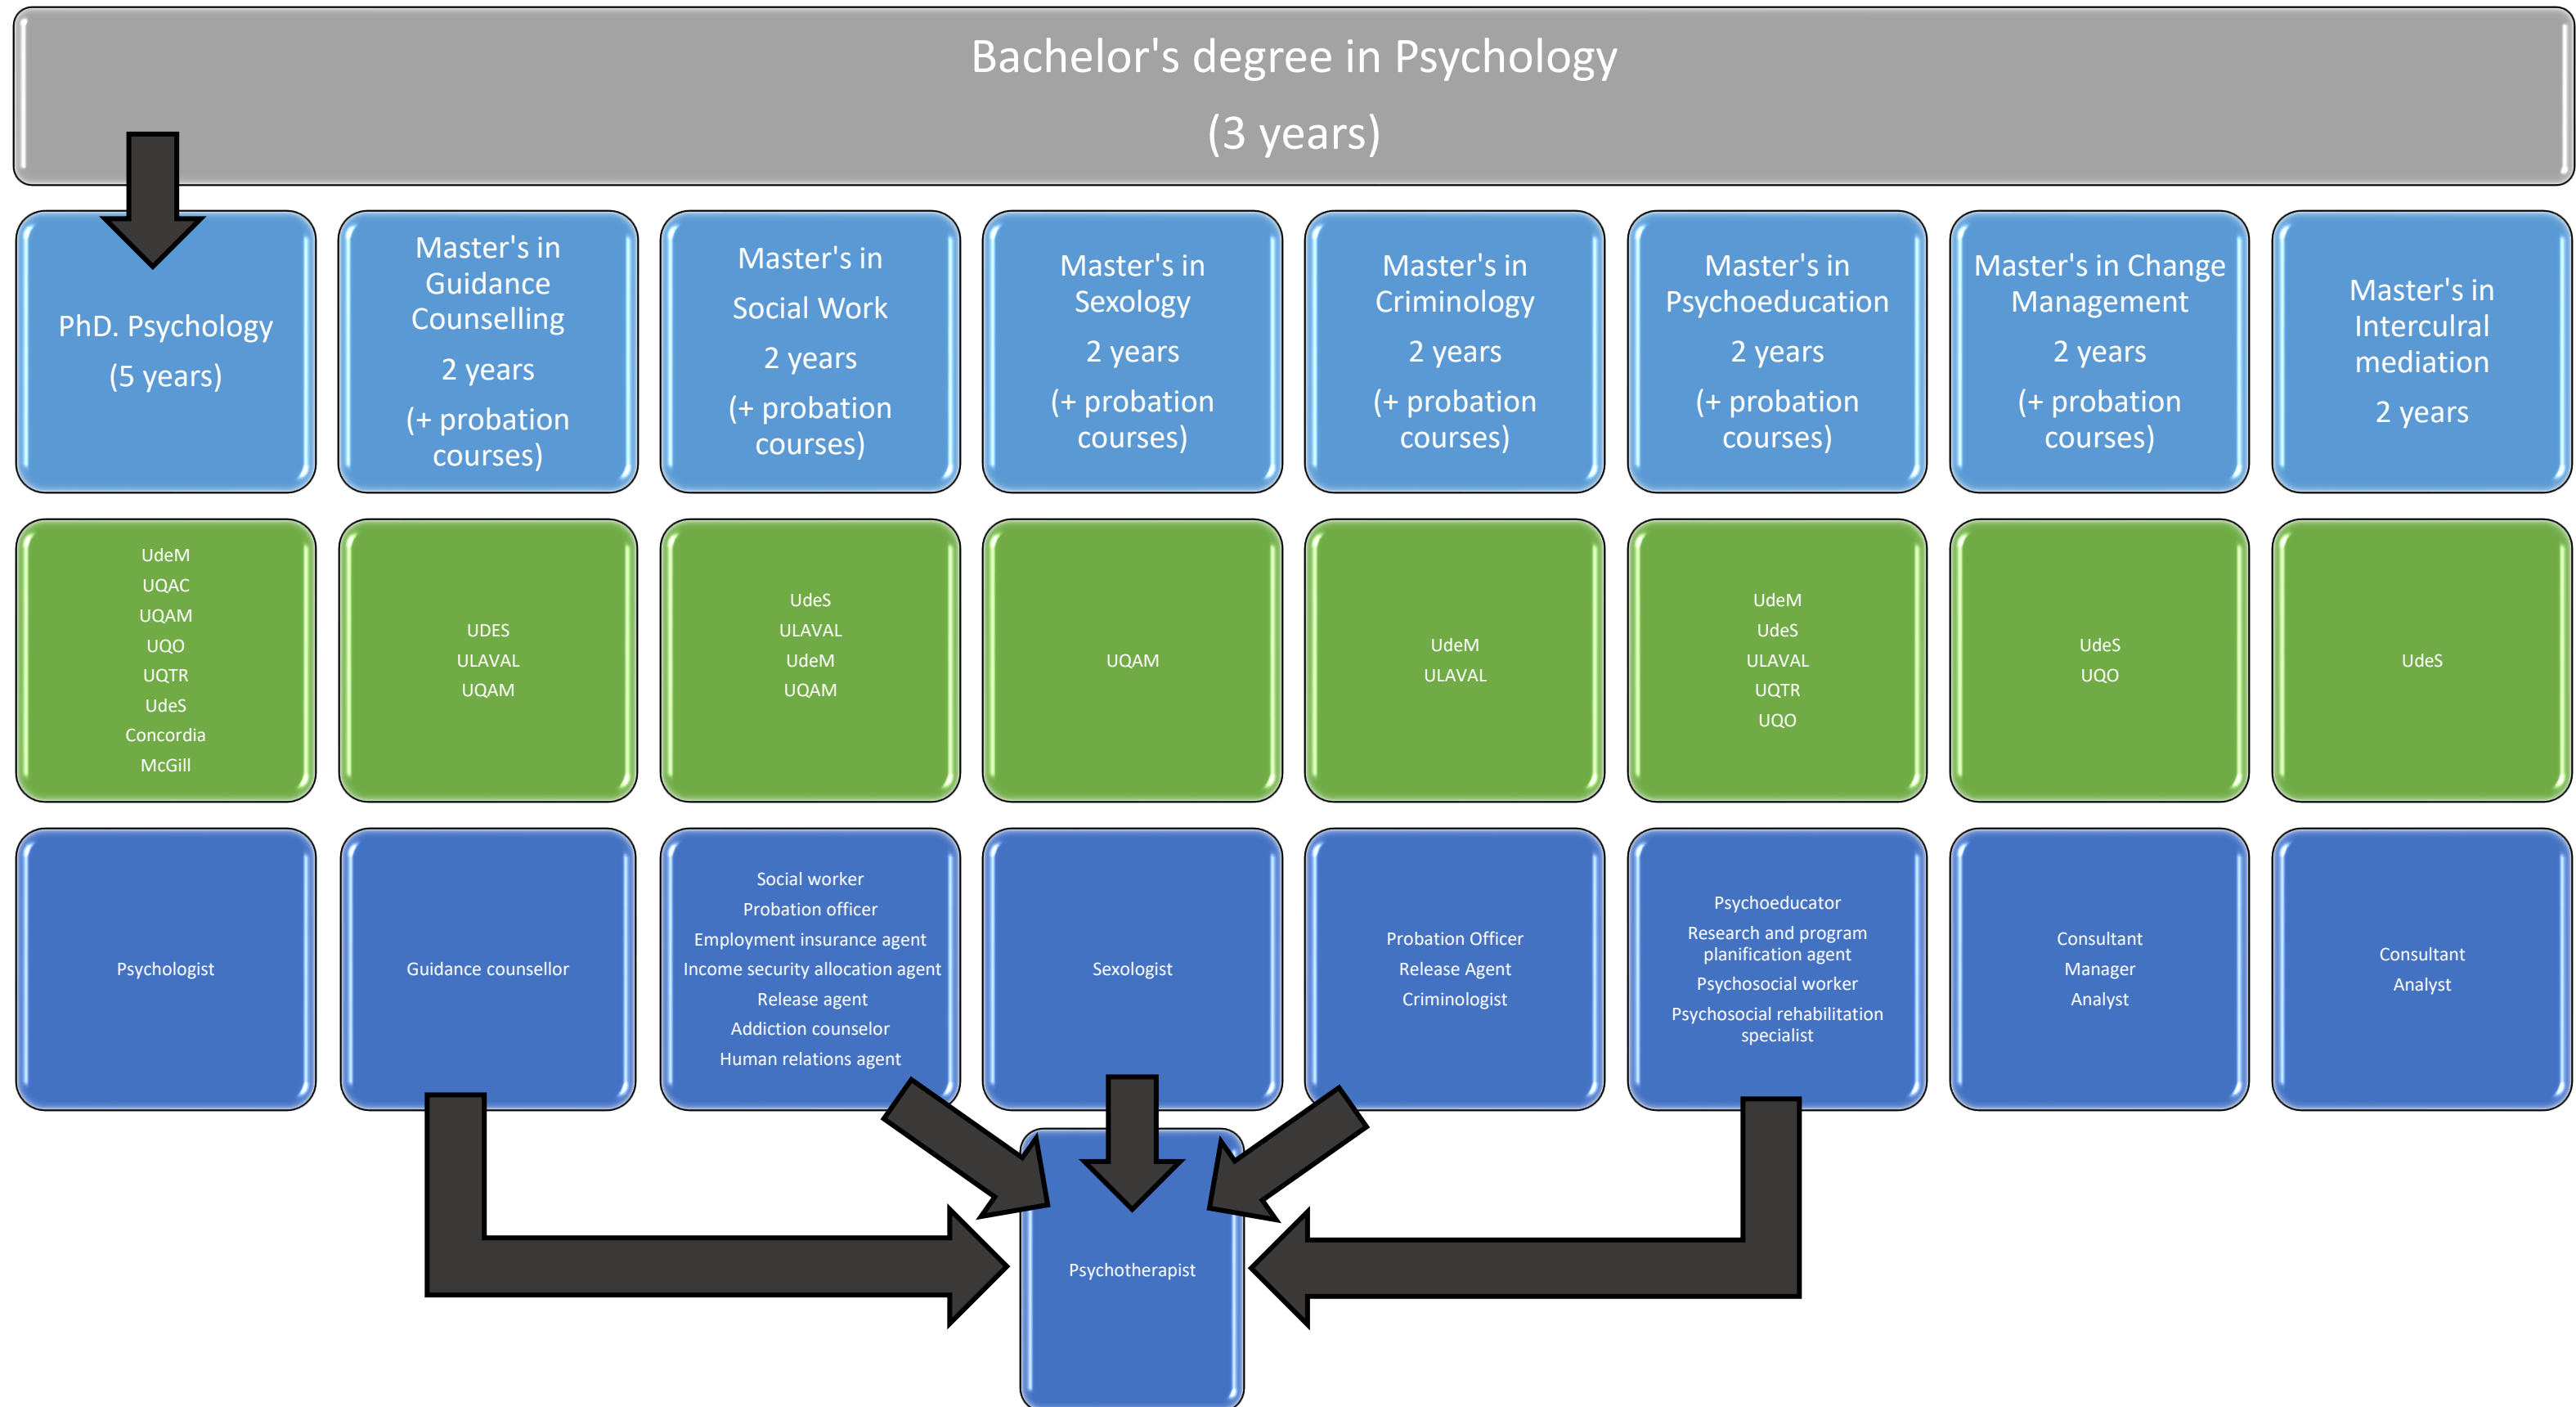 Bachelor's degree in Psychology
(3 years)
PhD. Psychology
(5 years)
Master's in
Guidance
Counselling
2 years
(+ probation
courses)
Master's in
Social Work
2 years
(+ probation
courses)
Master's in
Sexology
2 years
(+ probation
courses)
Master's in
Criminology
2 years
(+ probation
courses)
Master's in
Psychoeducation
2 years
(+ probation
courses)
Master's in Change
Management
2 years
(+ probation
courses)
Master's in
Interculral
mediation
2 years
UdeM
UQAC
UQAM
UQO
UQTR
UdeS
Concordia
McGill
UDES
ULAVAL
UQAM
UdeS
ULAVAL
UdeM
UQAM
UQAM
UdeM
ULAVAL
UdeM
UdeS
ULAVAL
UQTR
UQO
UdeS
UQO
UdeS
Psychologist
Guidance counsellor
Social worker
Probation officer
Employment insurance agent
Income security allocation agent
Release agent
Addiction counselor
Human relations agent
Sexologist
Probation Officer
Release Agent
Criminologist
Psychoeducator
Research and program
planification agent
Psychosocial worker
Psychosocial rehabilitation
specialist
Consultant
Manager
Analyst
Consultant
Analyst
Psychotherapist